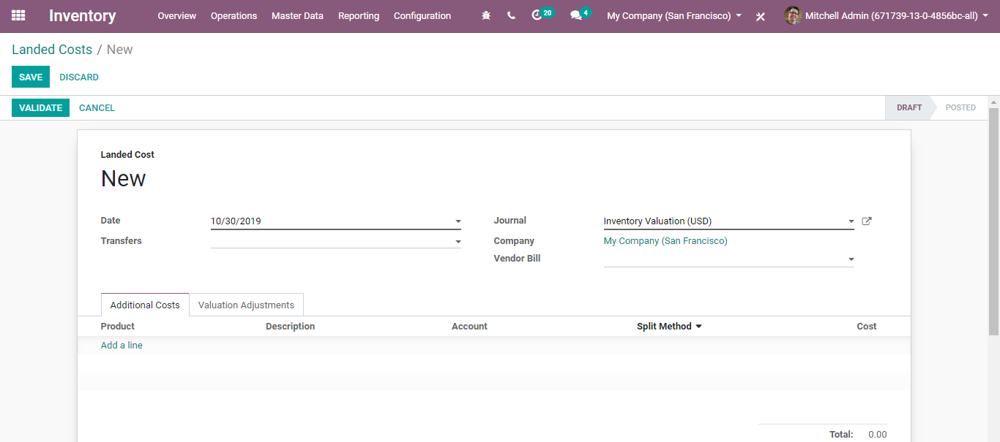 Inventory Overview Operations Master Data Reporting Configuration 20 4 My Company (San Francisco) Mitchell Admin (671739-13-0-4856bc-all)
Landed Costs / New
SAVE DISCARD
VALIDATE CANCEL DRAFT POSTED
Landed Cost
New
Date 10/30/2019 Journal Inventory Valuation (USD)
Transfers Company My Company (San Francisco)
Vendor Bill
Additional Costs Valuation Adjustments
Product Description Account Split Method Cost
Add a line
Total: 0.00